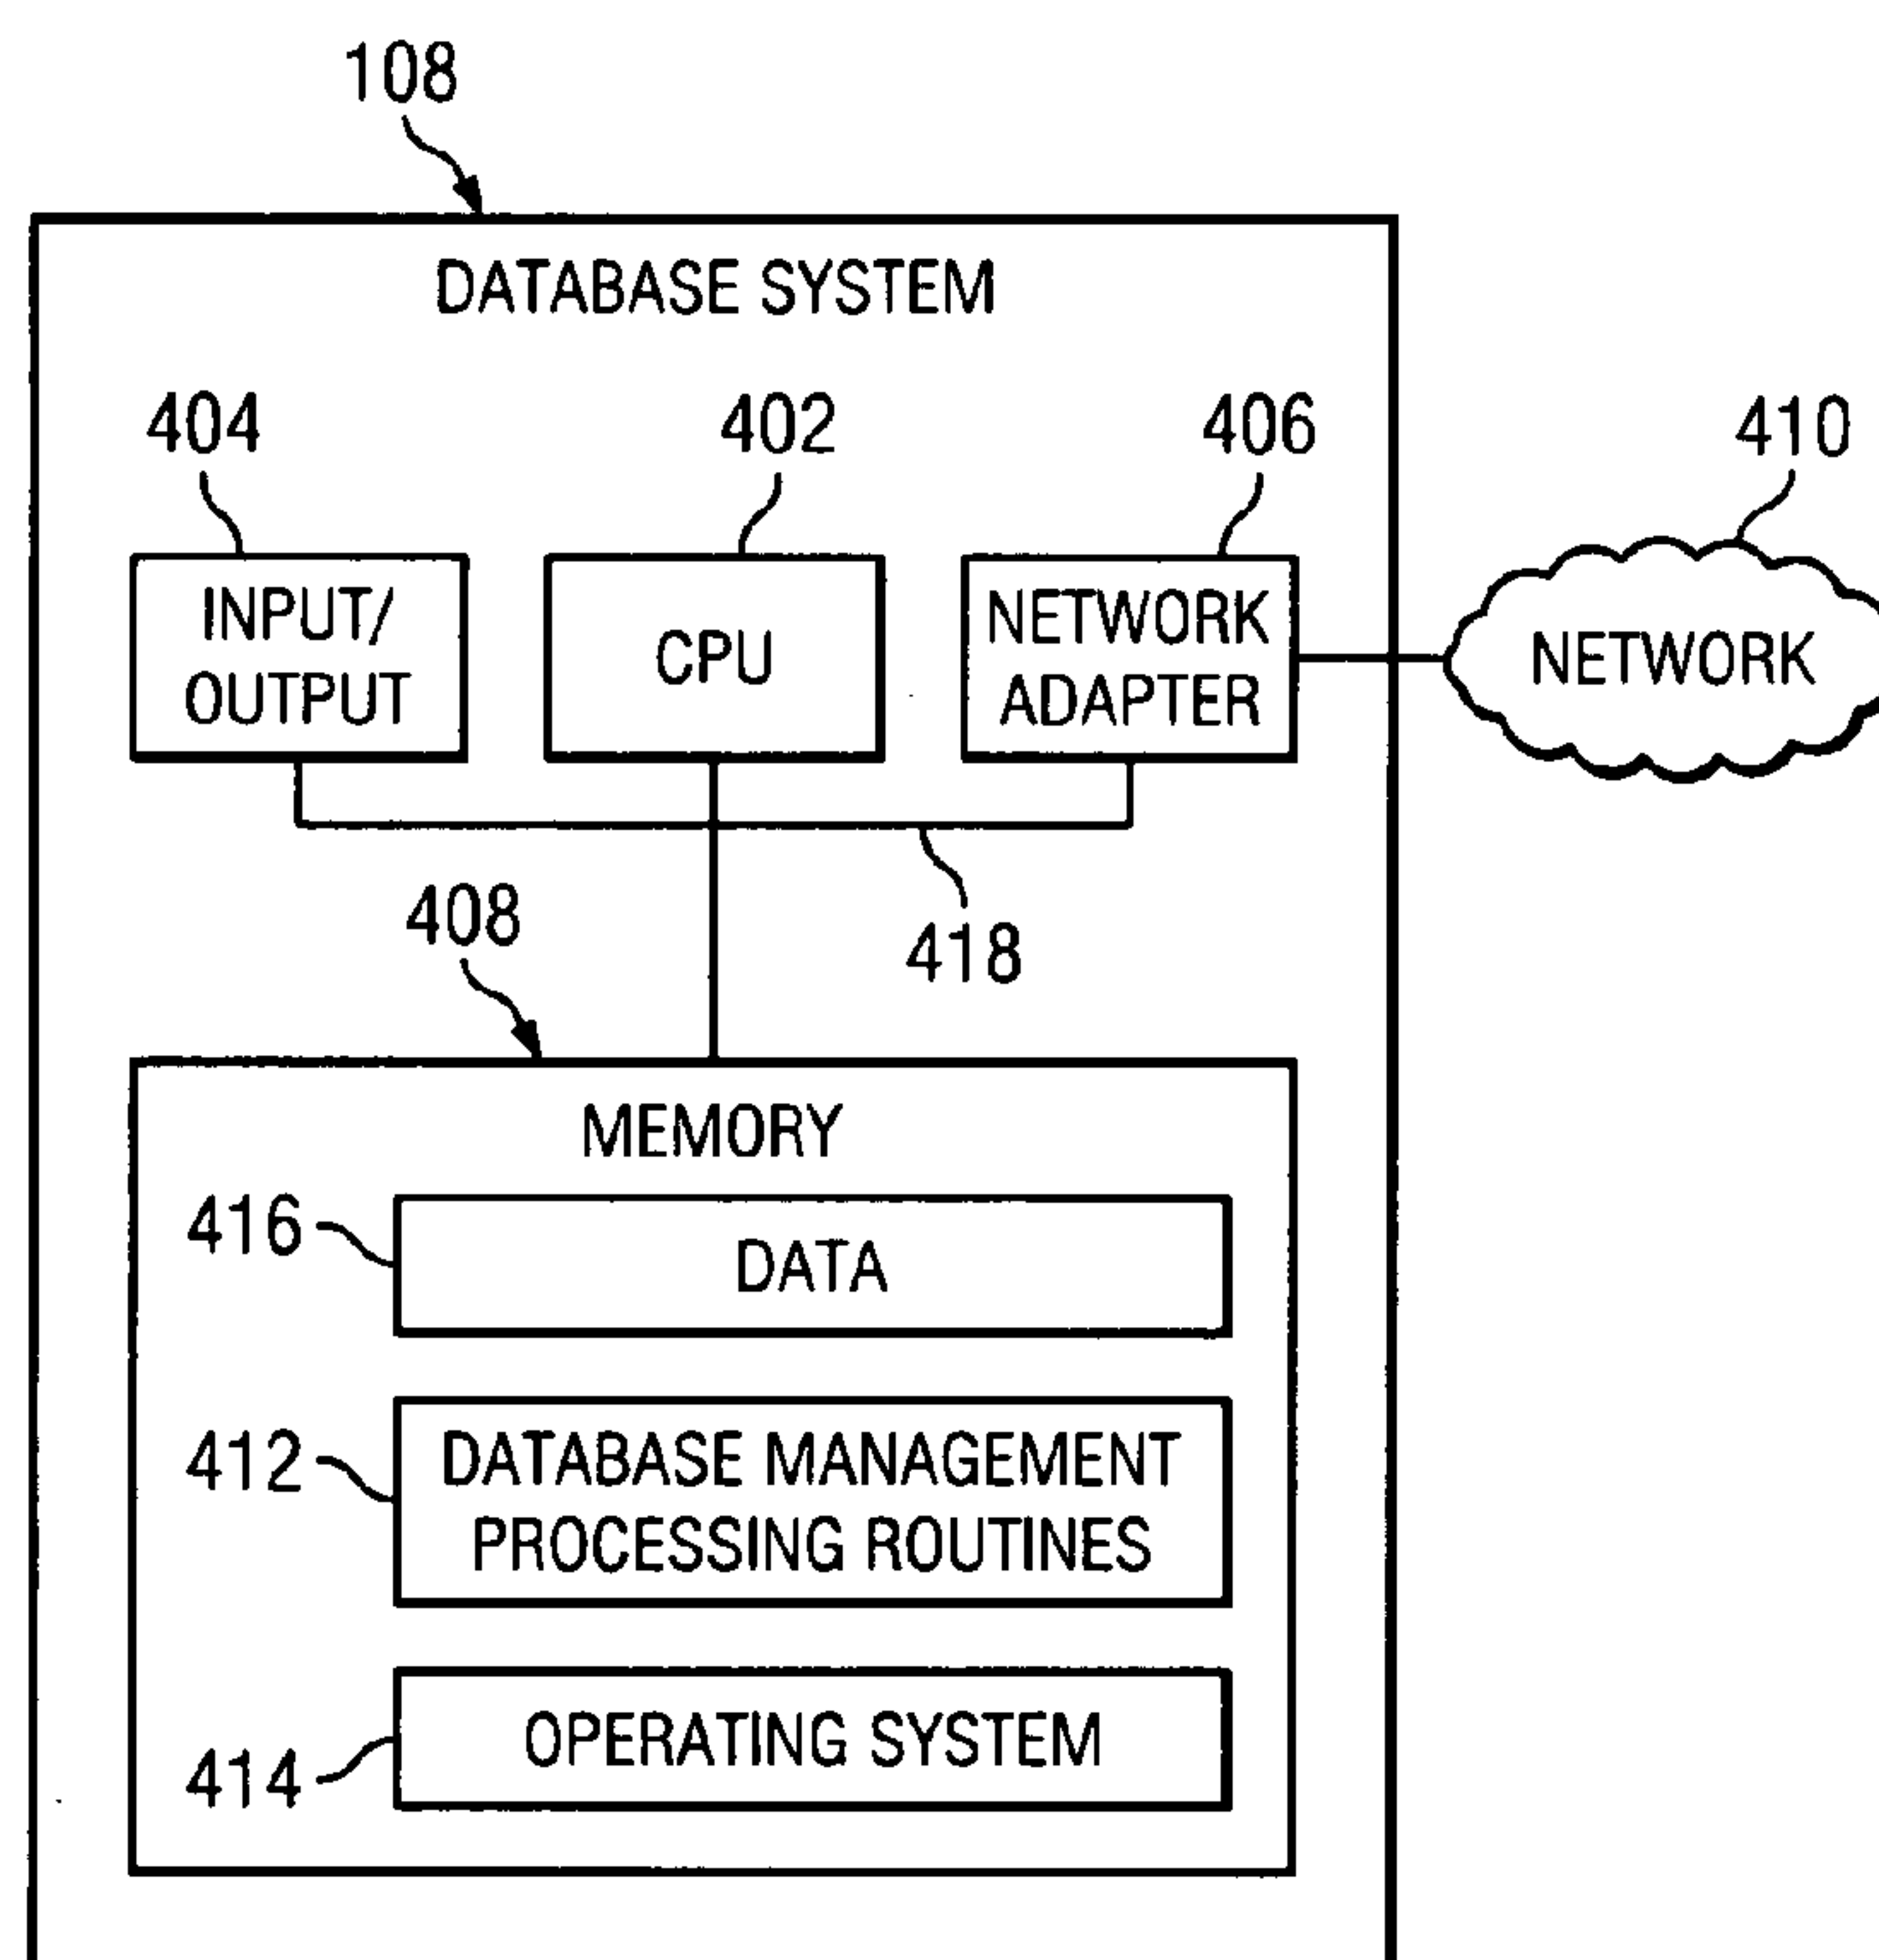 108
DATABASE SYSTEM
404
402
406
410
INPUT/
OUTPUT
CPU
NETWORK
ADAPTER
NETWORK
408
418
MEMORY
416
DATA
412
DATABASE MANAGEMENT
PROCESSING ROUTINES
OPERATING SYSTEM
414